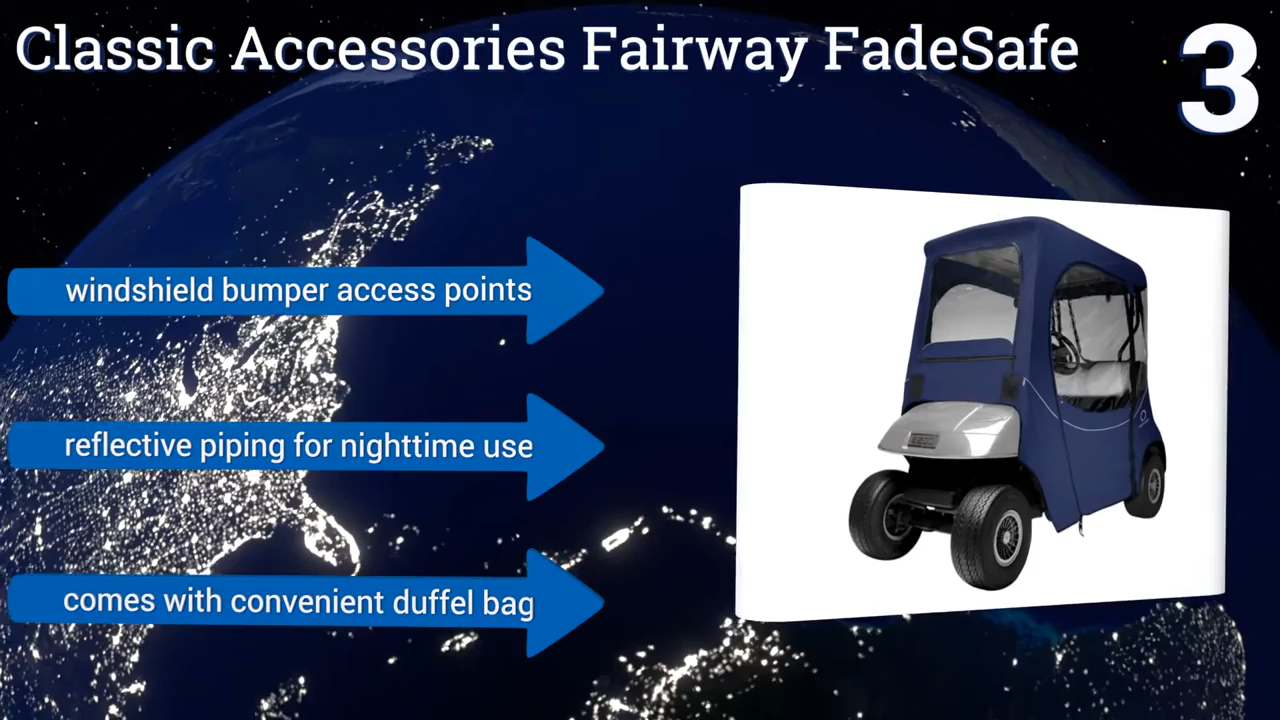 Classic Accessories Fairway FadeSafe
3
windshield bumper access points
reflective piping for nighttime use
comes with convenient duffel bag